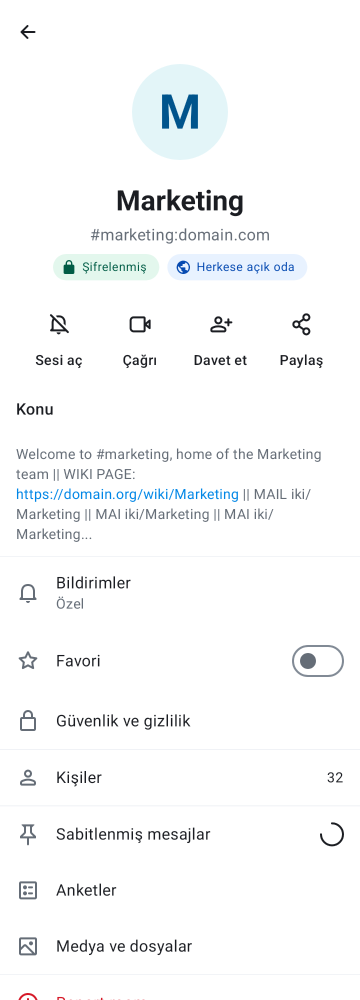 M
Marketing
#marketing:domain.com
Şifrelenmiş
Herkese açık oda
Sesi aç
Çağrı
Davet et
Paylaş
Konu
Welcome to #marketing, home of the Marketing
team || WIKI PAGE:
https://domain.org/wiki/Marketing || MAIL iki/
Marketing || MAI iki/Marketing || MAI iki/
Marketing...
Bildirimler
Özel
Favori
Güvenlik ve gizlilik
Kişiler 32
Sabitlenmiş mesajlar
Anketler
Medya ve dosyalar
Report room